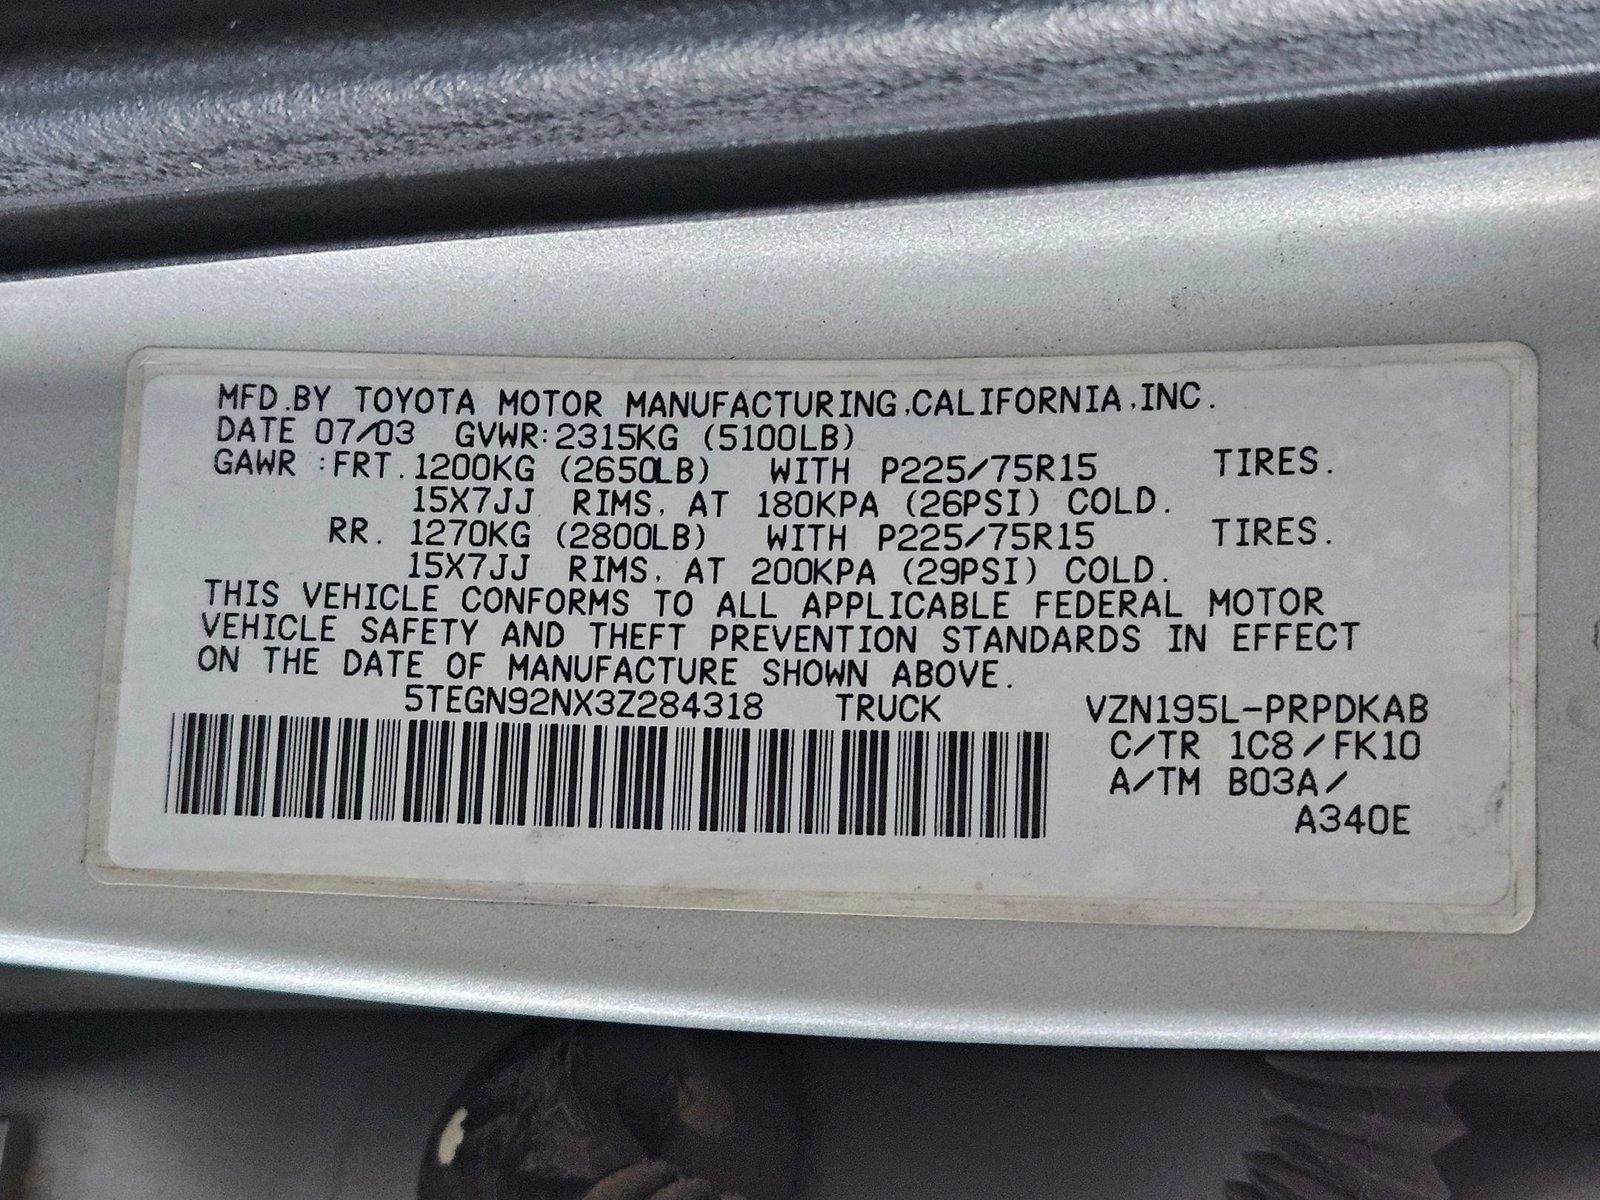 MFD.BY TOYOTA MOTOR MANUFACTURING,CALIFORNIA,INC.
DATE 07/03 GVWR:2315KG (5100LB)
GAWR :FRT.1200KG (2650LB) WITH P225/75R15 TIRES.
15X7JJ RIMS, AT 180KPA (26PSI) COLD.
RR. 1270KG (2800LB) WITH P225/75R15 TIRES.
15X7JJ RIMS, AT 200KPA (29PSI) COLD.
THIS VEHICLE CONFORMS TO ALL APPLICABLE FEDERAL MOTOR
VEHICLE SAFETY AND THEFT PREVENTION STANDARDS IN EFFECT
ON THE DATE OF MANUFACTURE SHOWN ABOVE.
5TEGN92NX3Z284318 TRUCK VZN195L-PRPDKAB
C/TR 1C8/FK10
A/TM B03A/
A340E